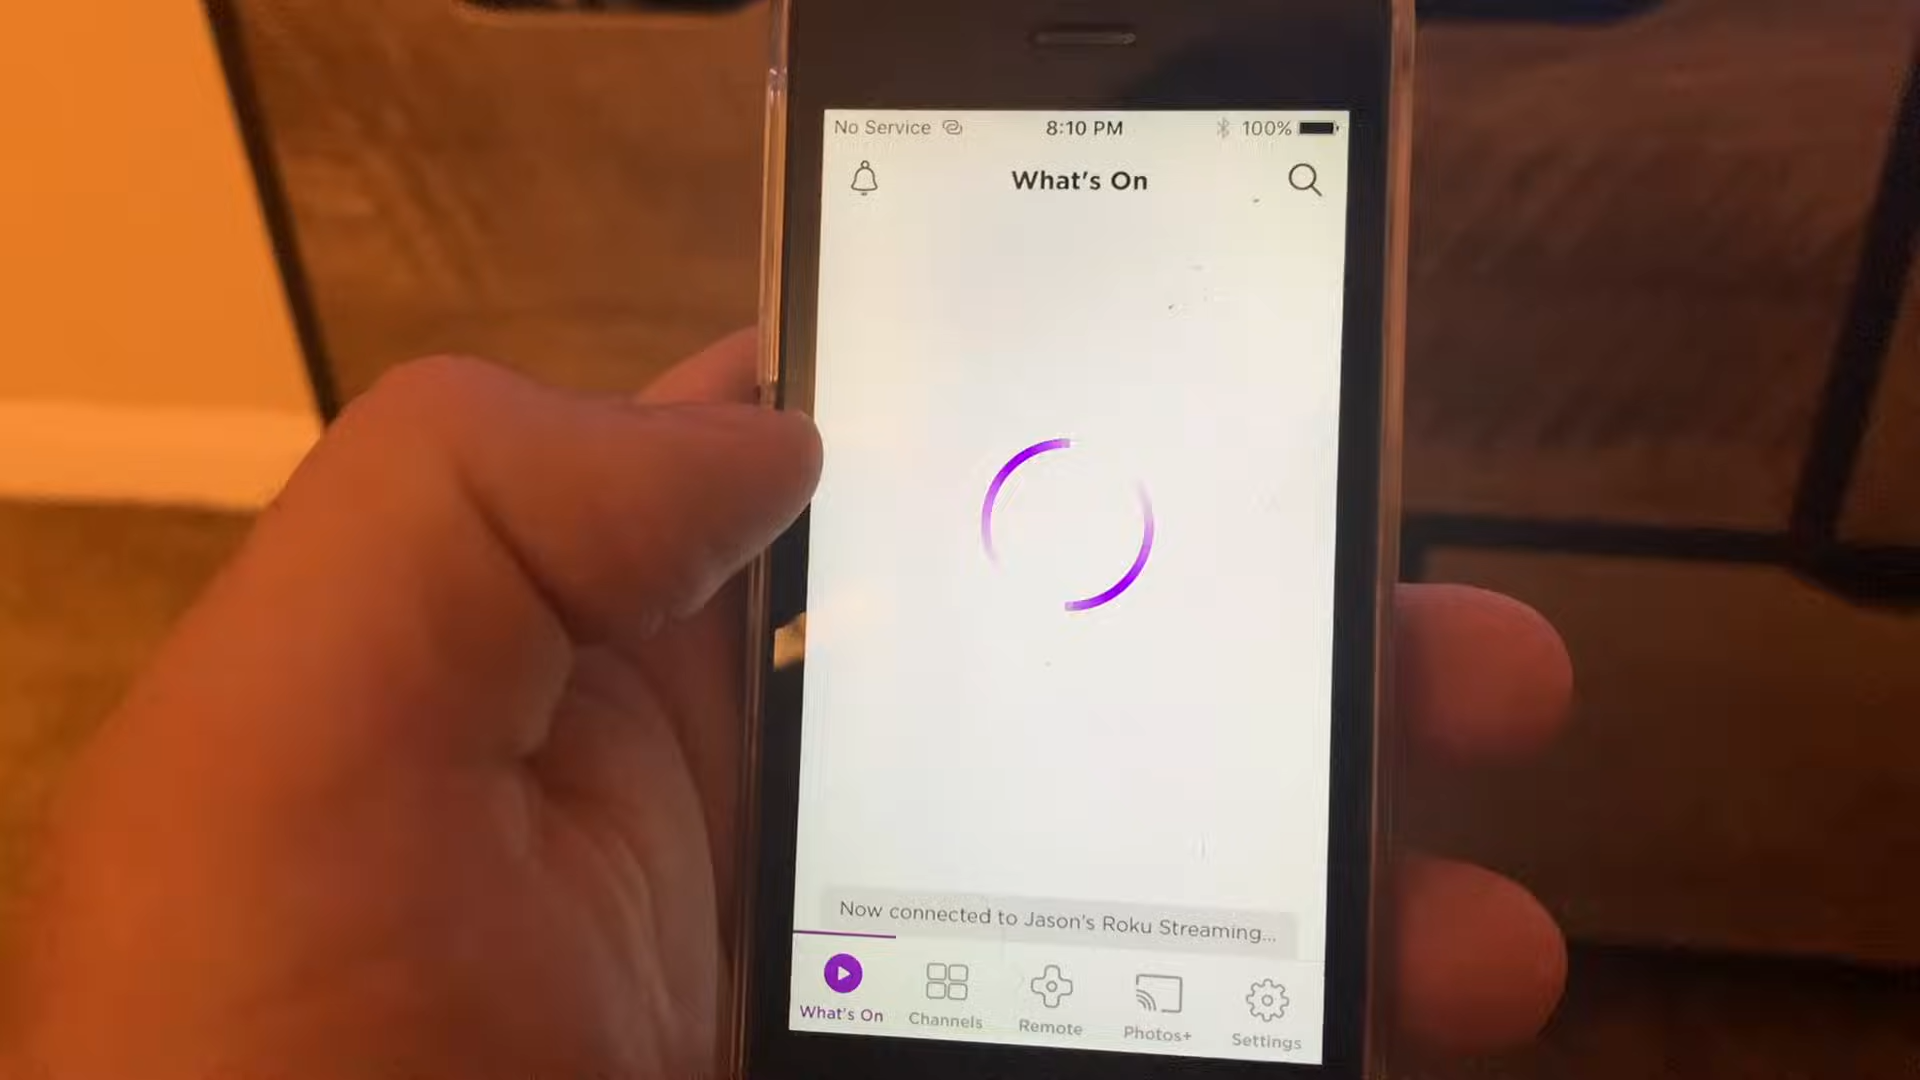 No Service 8:10 PM 100%
What's On
Now connected to Jason's Roku Streaming...
What's On Channels Remote Photos+ Settings